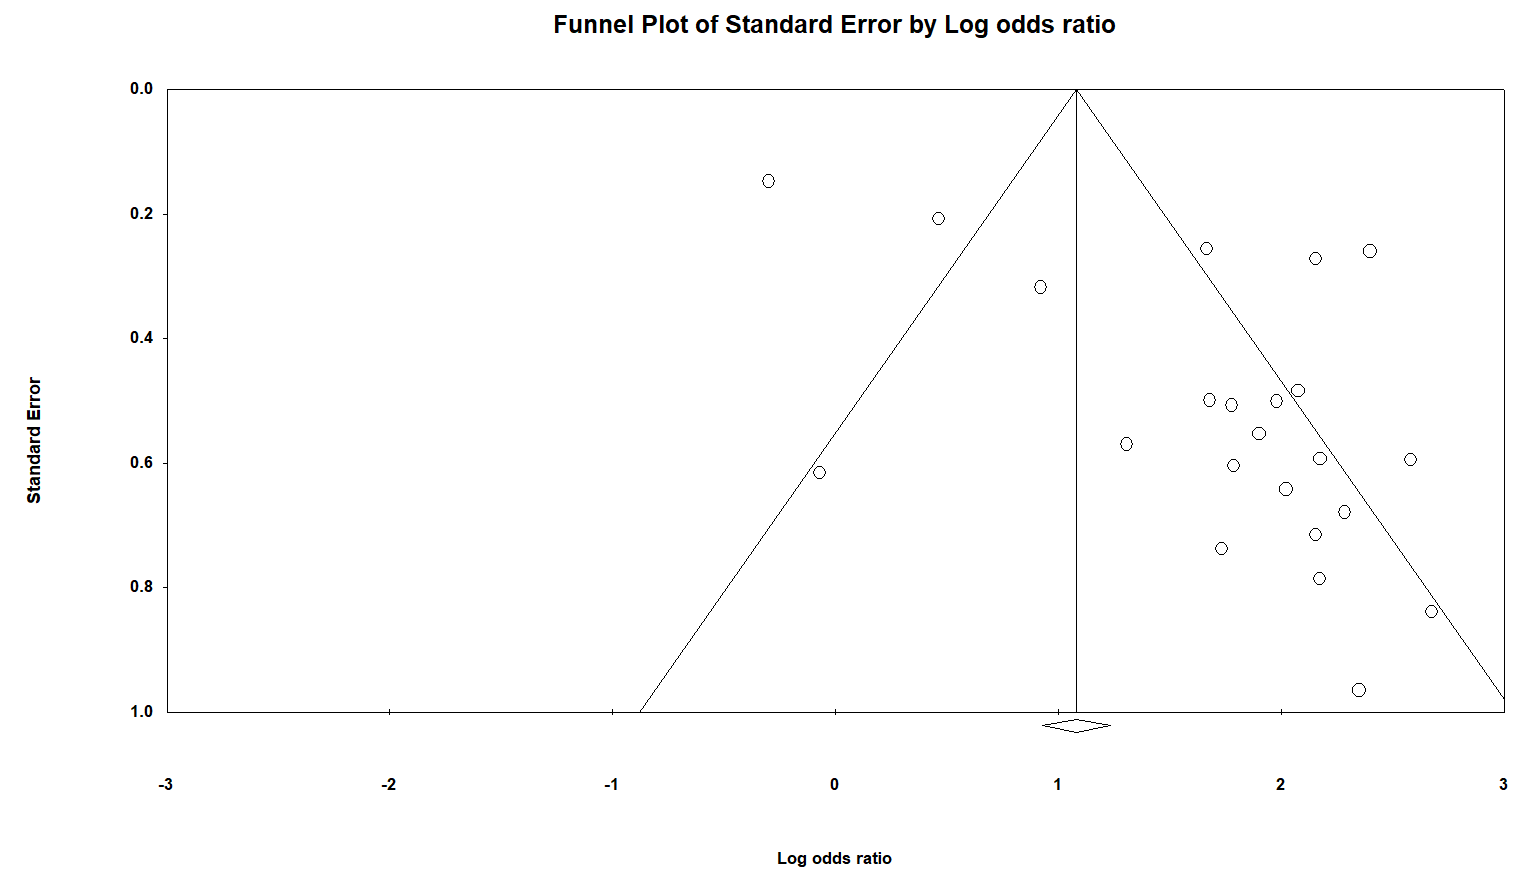 Funnel Plot of Standard Error by Log odds ratio
0.0
0.2
0.4
0.6
0.8
1.0
Standard Error
-3 -2 -1 0 1 2 3
Log odds ratio